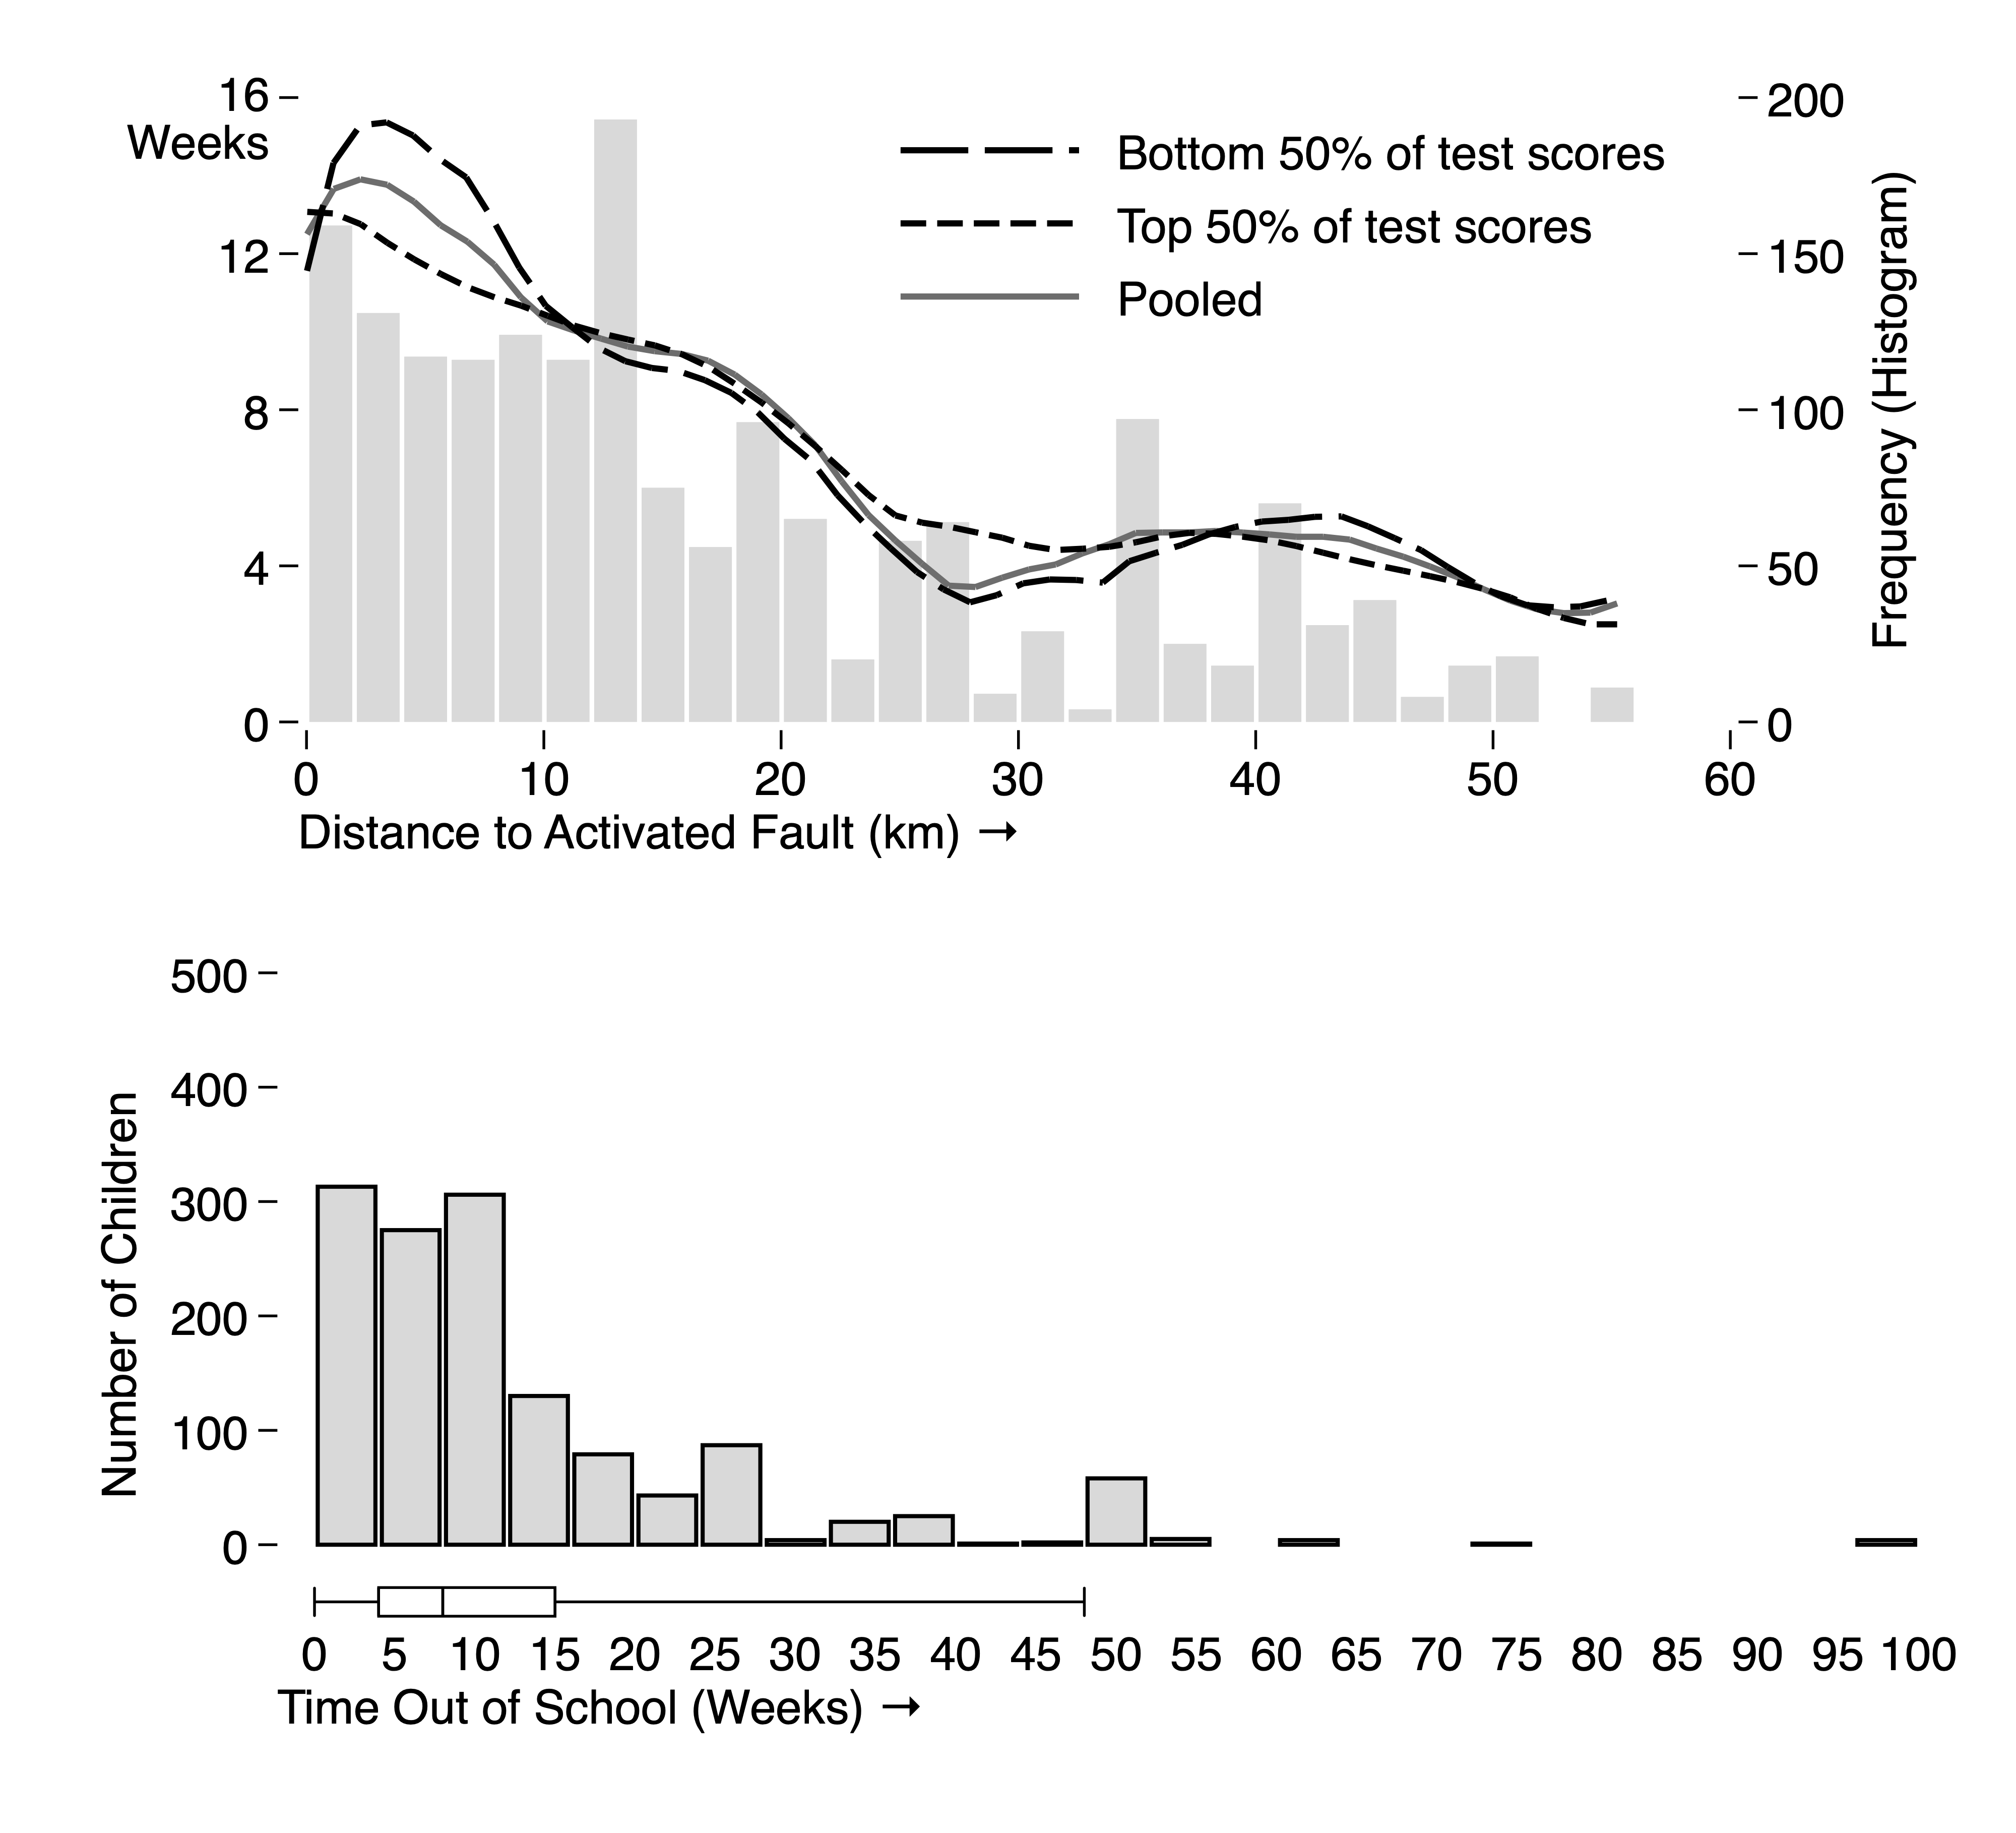 16
Weeks
12
8
4
0
Bottom 50% of test scores
Top 50% of test scores
Pooled
200
150
100
50
0
Frequency (Histogram)
0 10 20 30 40 50 60
Distance to Activated Fault (km) →
500
400
300
200
100
0
Number of Children
0 5 10 15 20 25 30 35 40 45 50 55 60 65 70 75 80 85 90 95 100
Time Out of School (Weeks) →